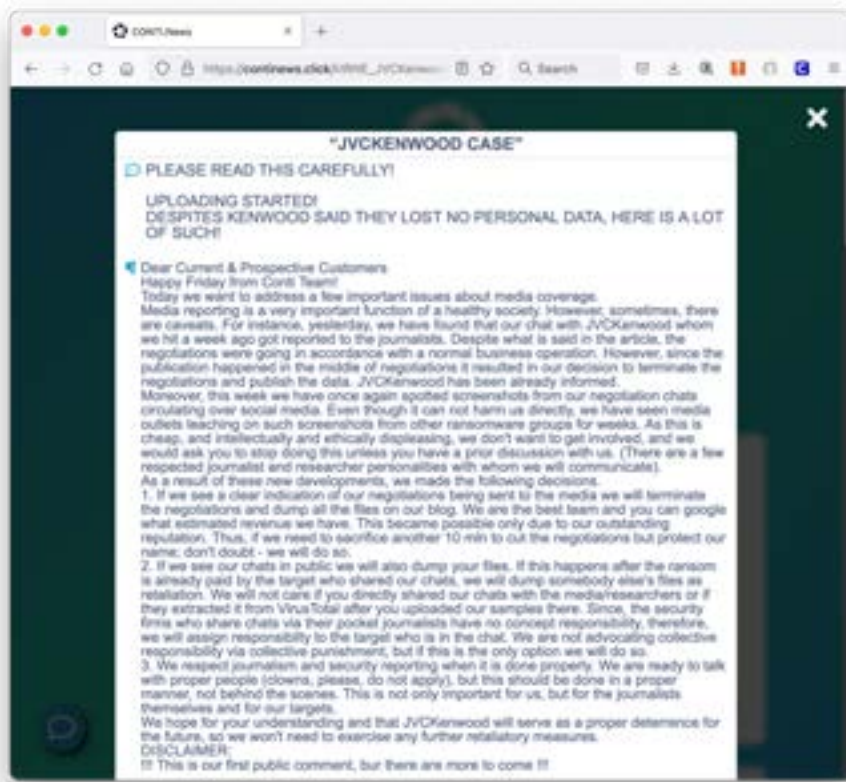 CONTI.News
https://continews.click/
Search
"JVCKENWOOD CASE"
PLEASE READ THIS CAREFULLY!
UPLOADING STARTED!
DESPITES KENWOOD SAID THEY LOST NO PERSONAL DATA, HERE IS A LOT
OF SUCH!
Dear Current & Prospective Customers
Happy Friday from Conti Team!
Today we want to address a few important issues about media coverage.
Media reporting is a very important function of a healthy society. However, sometimes, there
are caveats. For instance, yesterday, we have found that our chat with JVCKenwood whom
we hit a week ago got reported to the journalists. Despite what is said in the article, the
negotiations were going in accordance with a normal business operation. However, since the
publication happened in the middle of negotiations it resulted in our decision to terminate the
negotiations and publish the data. JVCKenwood has been already informed.
Moreover, this week we have once again spotted screenshots from our negotiation chats
circulating over social media. Even though it can not harm us directly, we have seen media
outlets leaching on such screenshots from other ransomware groups for weeks. As this is
cheap, and intellectually and ethically displeasing, we don't want to get involved, and we
would ask you to stop doing this unless you have a prior discussion with us. (There are a few
respected journalist and researcher personalities with whom we will communicate).
As a result of these new developments, we made the following decisions.
1. If we see a clear indication of our negotiations being sent to the media we will terminate
the negotiations and dump all the files on our blog. We are the best team and you can google
what estimated revenue we have. This became possible only due to our outstanding
reputation. Thus, if we need to sacrifice another 10 mln to cut the negotiations but protect our
name; don't doubt - we will do so.
2. If we see our chats in public we will also dump your files. If this happens after the ransom
is already paid by the target who shared our chats, we will dump somebody else's files as
retaliation. We will not care if you directly shared our chats with the media/researchers or if
they extracted it from VirusTotal after you uploaded our samples there. Since, the security
firms who share chats via their pocket journalists have no concept responsibility, therefore,
we will assign responsibility to the target who is in the chat. We are not advocating collective
responsibility via collective punishment, but if this is the only option we will do so.
3. We respect journalism and security reporting when it is done properly. We are ready to talk
with proper people (clowns, please, do not apply), but this should be done in a proper
manner, not behind the scenes. This is not only important for us, but for the journalists
themselves and for our targets.
We hope for your understanding and that JVCKenwood will serve as a proper deterrence for
the future, so we won't need to exercise any further retaliatory measures.
DISCLAIMER:
!!! This is our first public comment, but there are more to come !!!